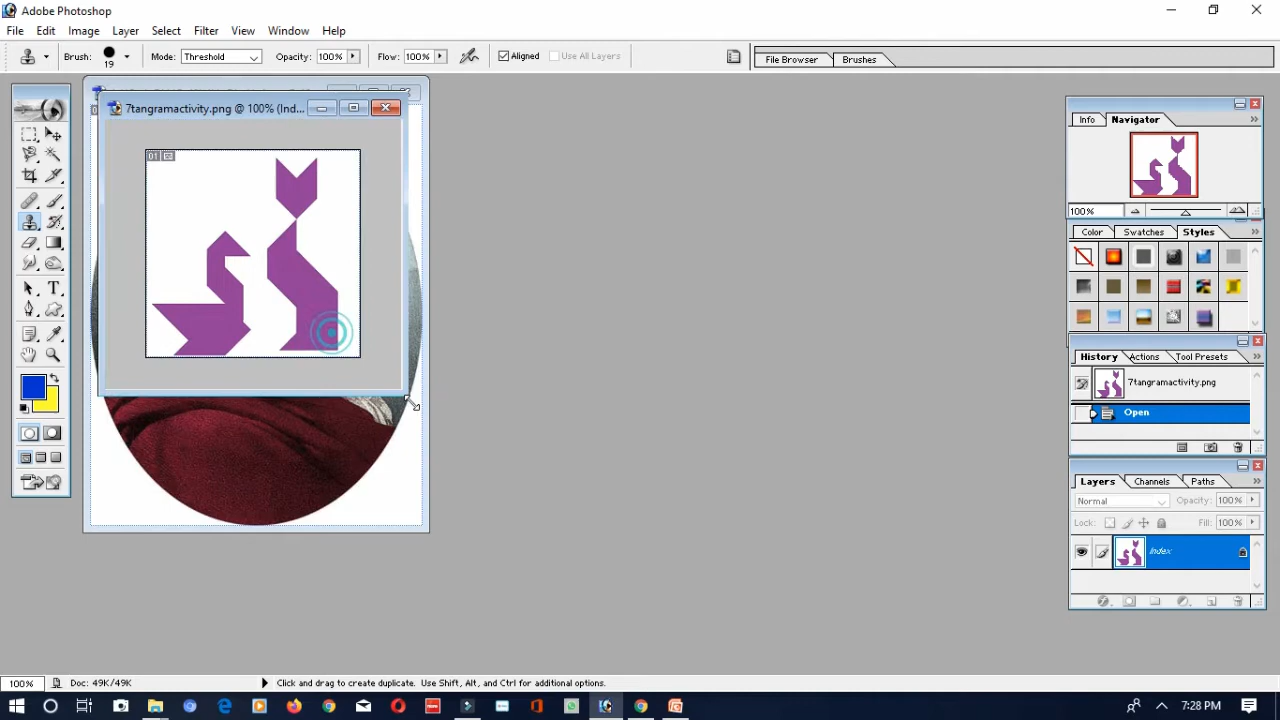 Adobe Photoshop
File Edit Image Layer Select Filter View Window Help
Brush: 19 Mode: Threshold Opacity: 100% Flow: 100% Aligned Use All Layers File Browser Brushes
7tangramactivity.png @ 100% (Ind...
01
Info Navigator
100%
Color Swatches Styles
History Actions Tool Presets
7tangramactivity.png
Open
Layers Channels Paths
Normal Opacity: 100%
Lock: Fill: 100%
Index
100% Doc: 49K/49K Click and drag to create duplicate. Use Shift, Alt, and Ctrl for additional options.
7:28 PM